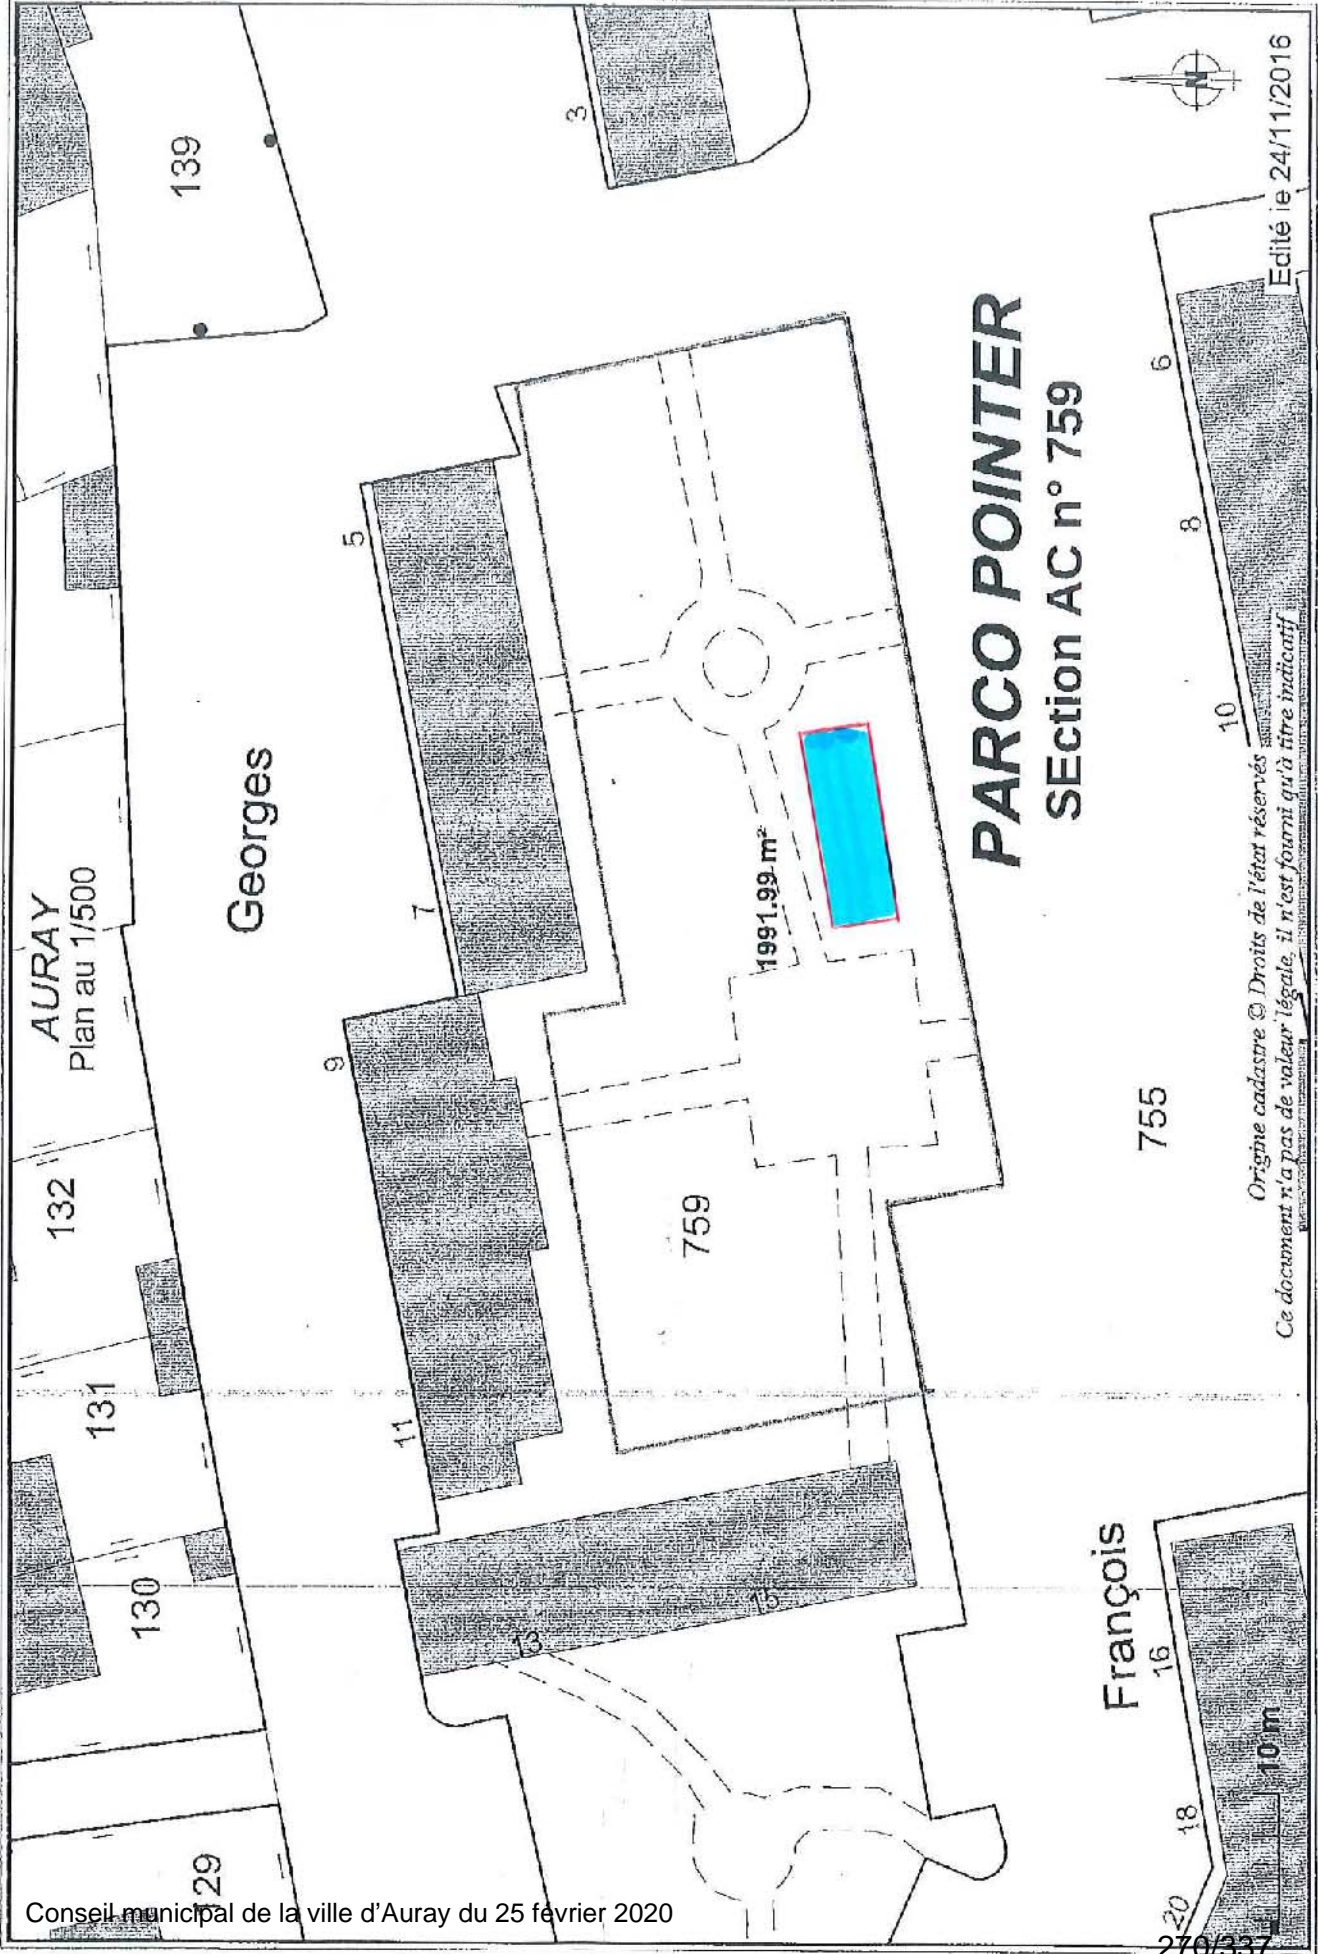 AURAY
Plan au 1/500
129
130
131
132
139
Georges
3
5
7
9
11
13
15
759
1991.99 m²
PARCO POINTER
SEction AC n° 759
755
François
6
8
10
16
18
20
N
10 m
Origine cadastre © Droits de l'état réservés
Ce document n'a pas de valeur légale, il n'est fourni qu'à titre indicatif
Edité le 24/11/2016
Conseil municipal de la ville d'Auray du 25 février 2020
270/337